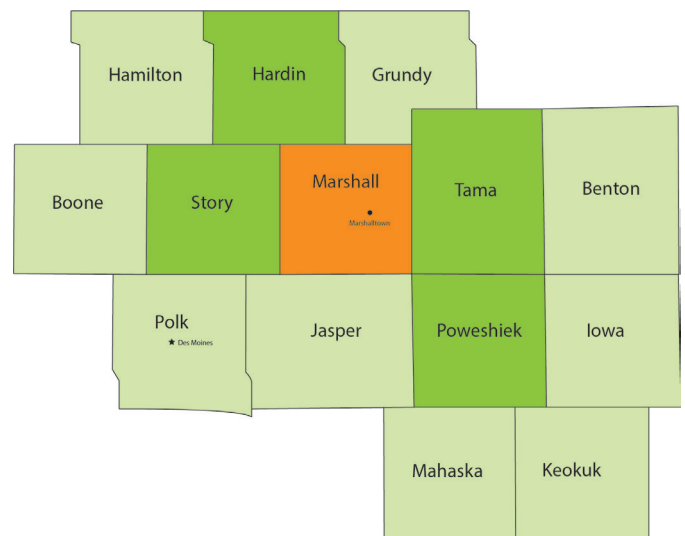 Hamilton
Hardin
Grundy
Boone
Story
Marshall
Marshalltown
Tama
Benton
Polk
Des Moines
Jasper
Poweshiek
Iowa
Mahaska
Keokuk